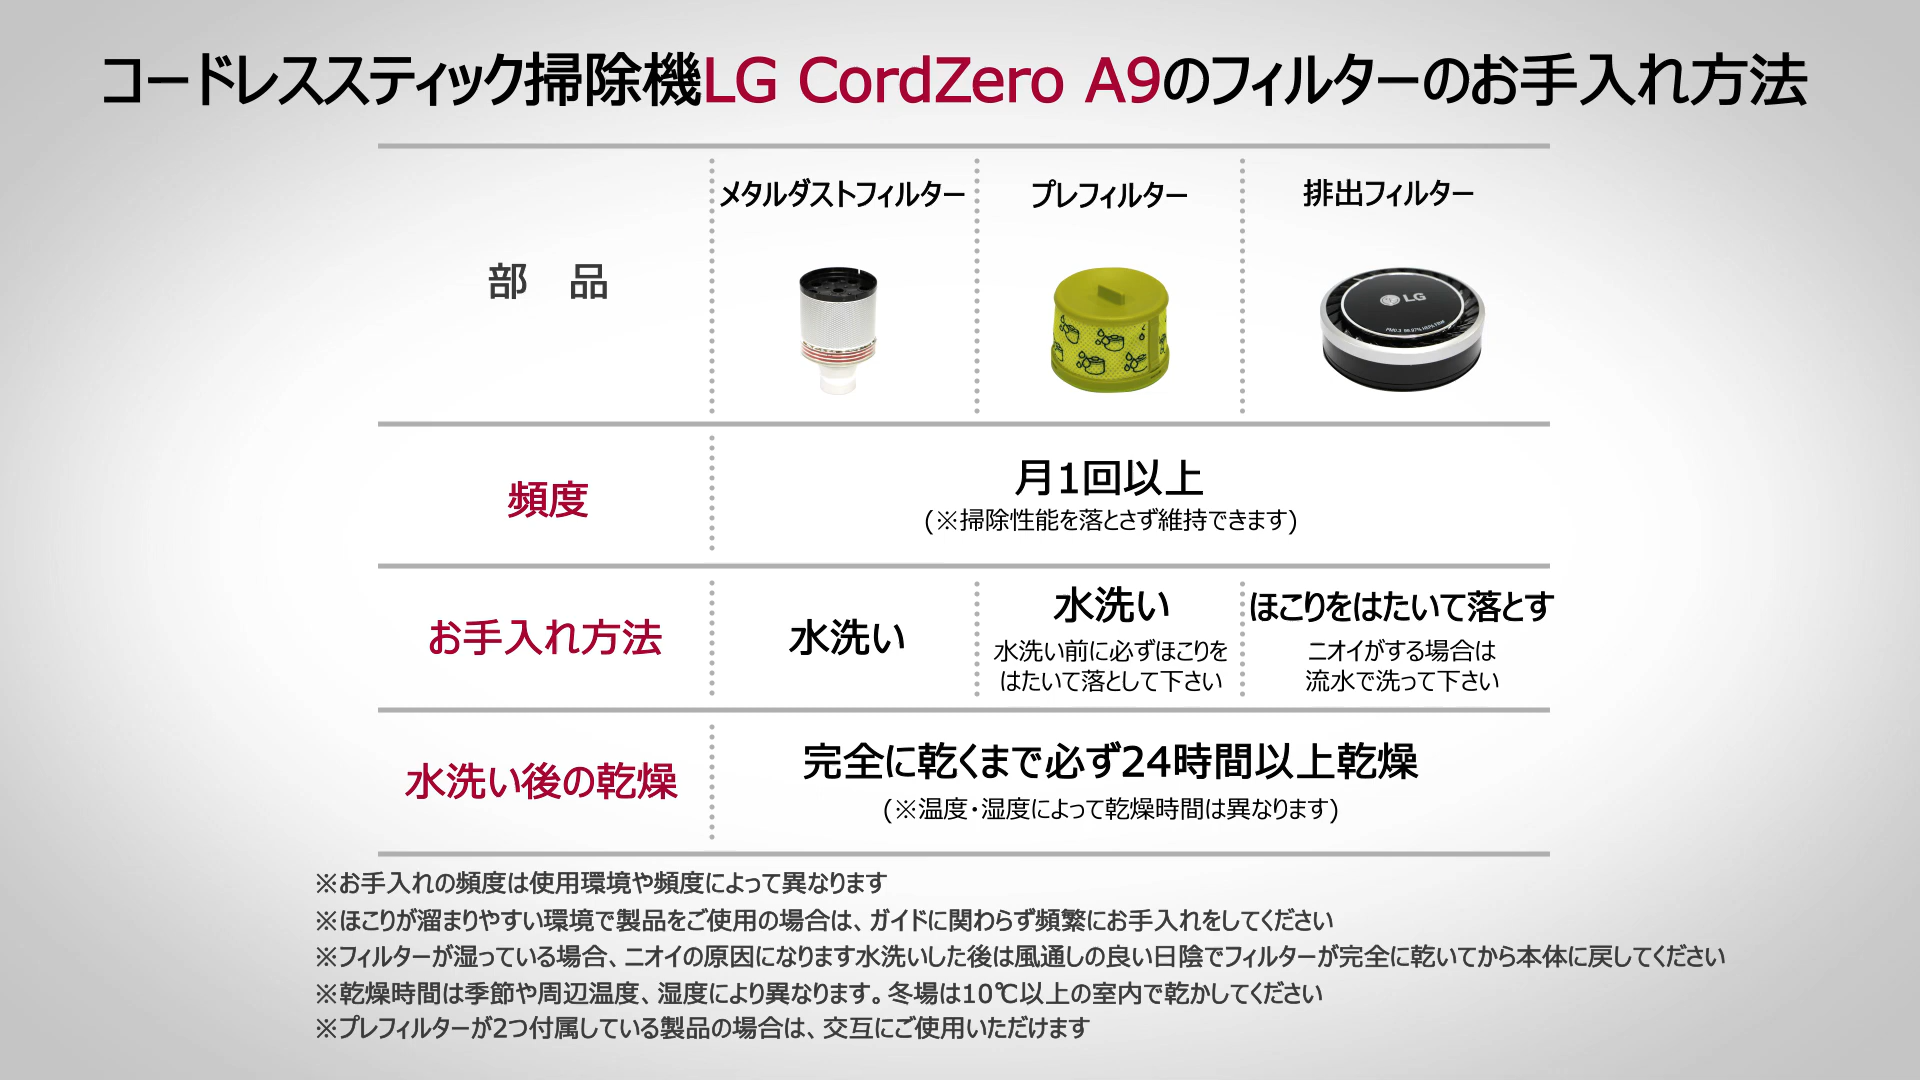 コードレススティック掃除機LG CordZero A9のフィルターのお手入れ方法
メタルダストフィルター
プレフィルター
排出フィルター
部 品
LG
頻度
月1回以上
(※掃除性能を落とさず維持できます)
お手入れ方法
水洗い
水洗い
水洗い前に必ずほこりを
はたいて落として下さい
ほこりをはたいて落とす
ニオイがする場合は
流水で洗って下さい
水洗い後の乾燥
完全に乾くまで必ず24時間以上乾燥
(※温度・湿度によって乾燥時間は異なります)
※お手入れの頻度は使用環境や頻度によって異なります
※ほこりが溜まりやすい環境で製品をご使用の場合は、ガイドに関わらず頻繁にお手入れをしてください
※フィルターが湿っている場合、ニオイの原因になります水洗いした後は風通しの良い日陰でフィルターが完全に乾いてから本体に戻してください
※乾燥時間は季節や周辺温度、湿度により異なります。冬場は10℃以上の室内で乾かしてください
※プレフィルターが2つ付属している製品の場合は、交互にご使用いただけます